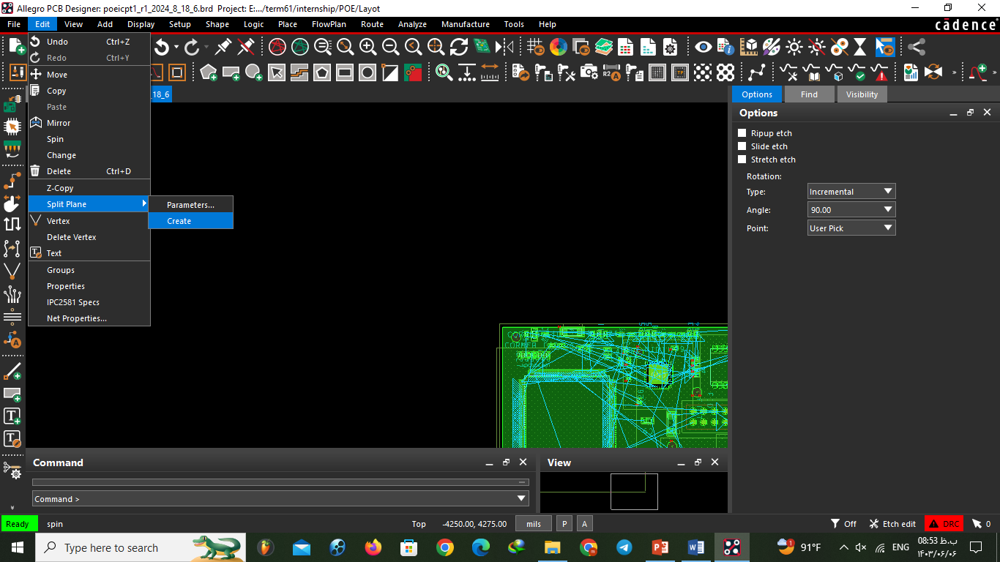 Allegro PCB Designer: poeicpt1_r1_2024_8_18_6.brd Project: E:.../term61/internship/POE/Layot
File Edit View Add Display Setup Shape Logic Place FlowPlan Route Analyze Manufacture Tools Help
cādence
Undo Ctrl+Z
Redo Ctrl+Y
Move
Copy
Paste
Mirror
Spin
Change
Delete Ctrl+D
Z-Copy
Split Plane
Parameters...
Create
Vertex
Delete Vertex
Text
Groups
Properties
IPC2581 Specs
Net Properties...
_18_6
Options Find Visibility
Options
Ripup etch
Slide etch
Stretch etch
Rotation:
Type: Incremental
Angle: 90.00
Point: User Pick
Command
Command >
View
Ready spin Top -4250.00, 4275.00 mils P A Off Etch edit DRC 0
Type here to search
91°F ENG 08:53 ب.ظ
۱۴۰۳/۰۶/۰۶